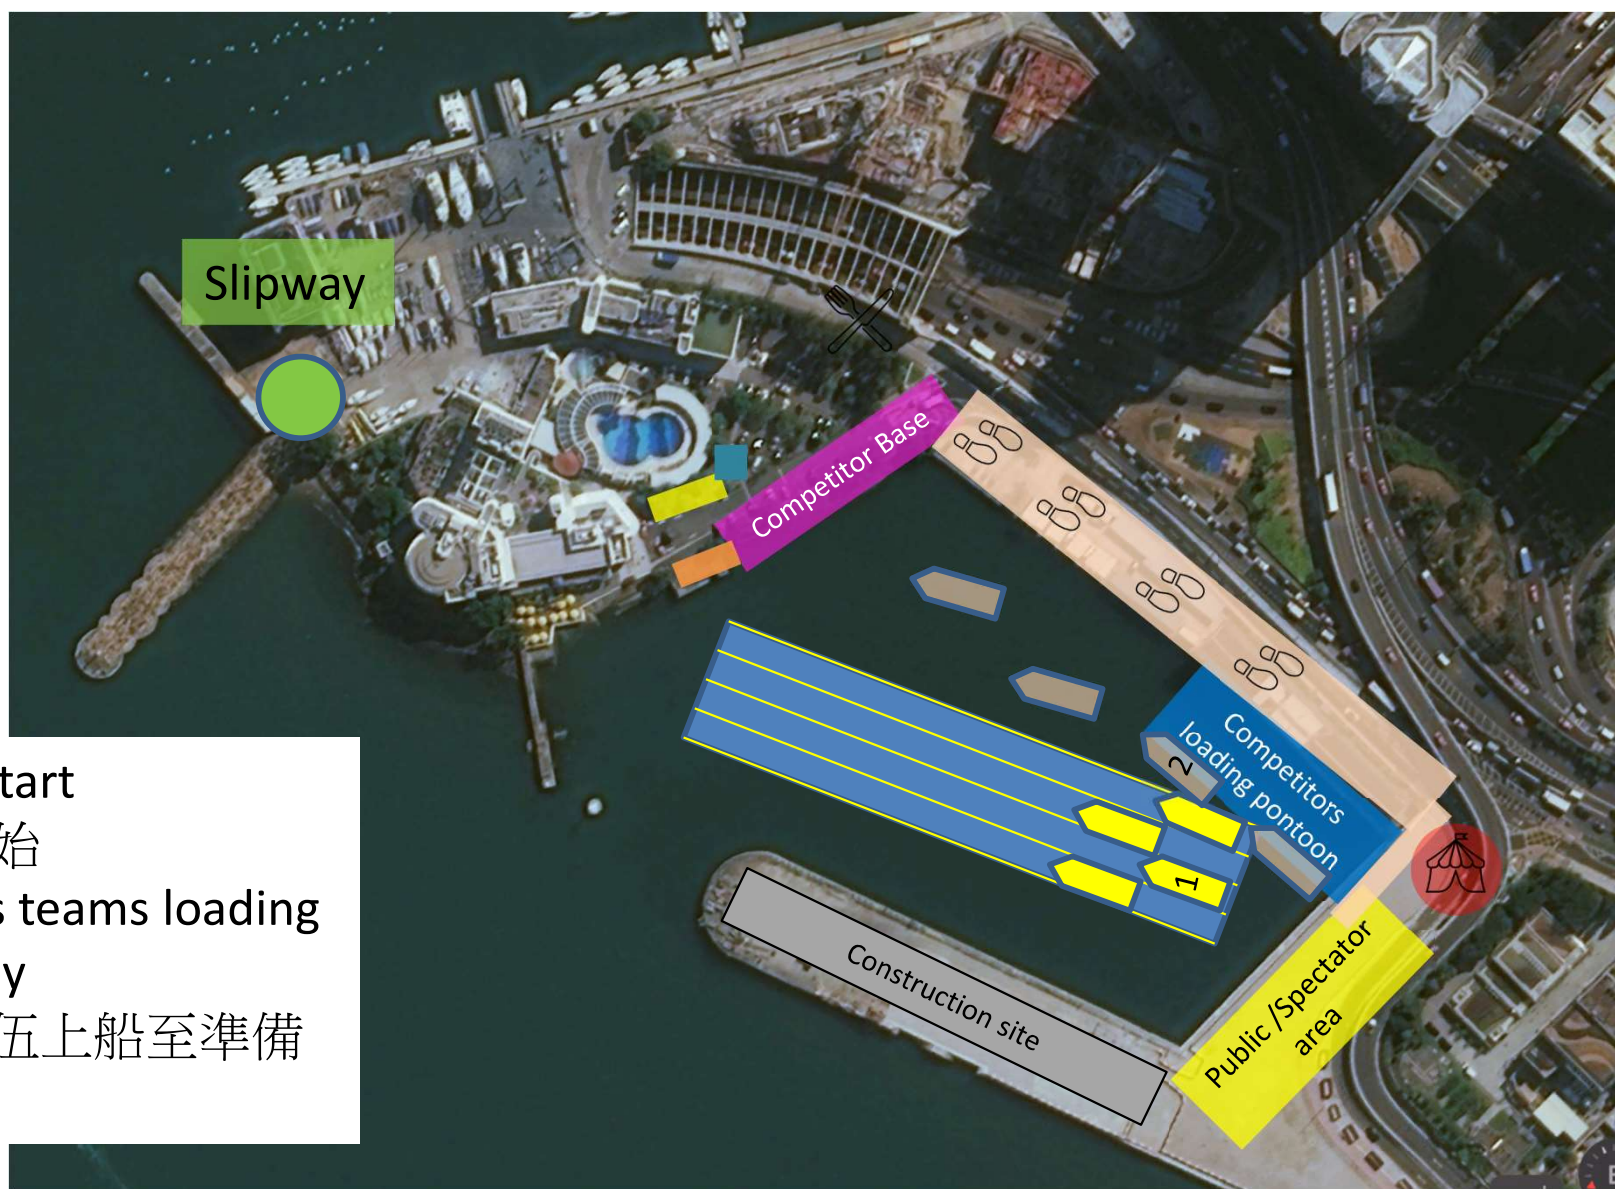 Slipway
Competitor Base
Competitors
loading pontoon
2
1
Construction site
Public /Spectator
area
tart
始
s teams loading
y
伍上船至準備